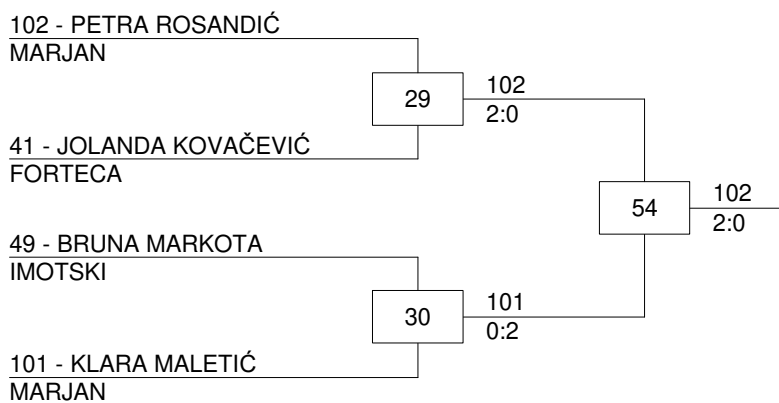 102 - PETRA ROSANDIĆ
MARJAN
29
102
2:0
41 - JOLANDA KOVAČEVIĆ
FORTECA
54
102
2:0
49 - BRUNA MARKOTA
IMOTSKI
30
101
0:2
101 - KLARA MALETIĆ
MARJAN